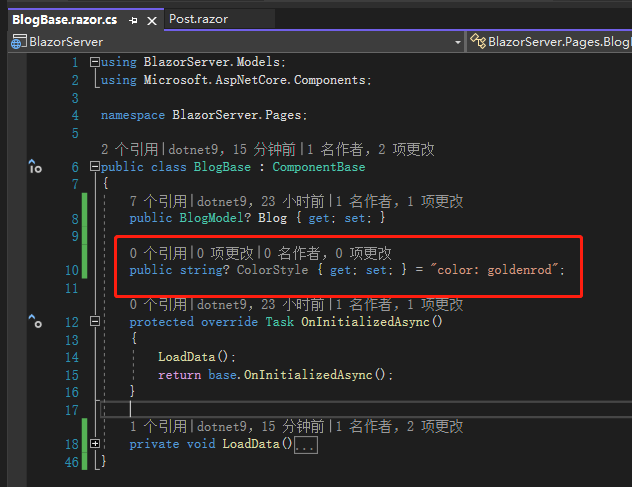 BlogBase.razor.cs
Post.razor
BlazorServer
BlazorServer.Pages.Blog
1 using BlazorServer.Models;
2 using Microsoft.AspNetCore.Components;
3
4 namespace BlazorServer.Pages;
5
2 个引用|dotnet9, 15 分钟前|1 名作者, 2 项更改
6 public class BlogBase : ComponentBase
7 {
7 个引用|dotnet9, 23 小时前|1 名作者, 1 项更改
8 public BlogModel? Blog { get; set; }
9
0 个引用|0 项更改|0 名作者, 0 项更改
10 public string? ColorStyle { get; set; } = "color: goldenrod";
11
0 个引用|dotnet9, 23 小时前|1 名作者, 1 项更改
12 protected override Task OnInitializedAsync()
13 {
14 LoadData();
15 return base.OnInitializedAsync();
16 }
17
1 个引用|dotnet9, 15 分钟前|1 名作者, 2 项更改
18 private void LoadData()...
46 }